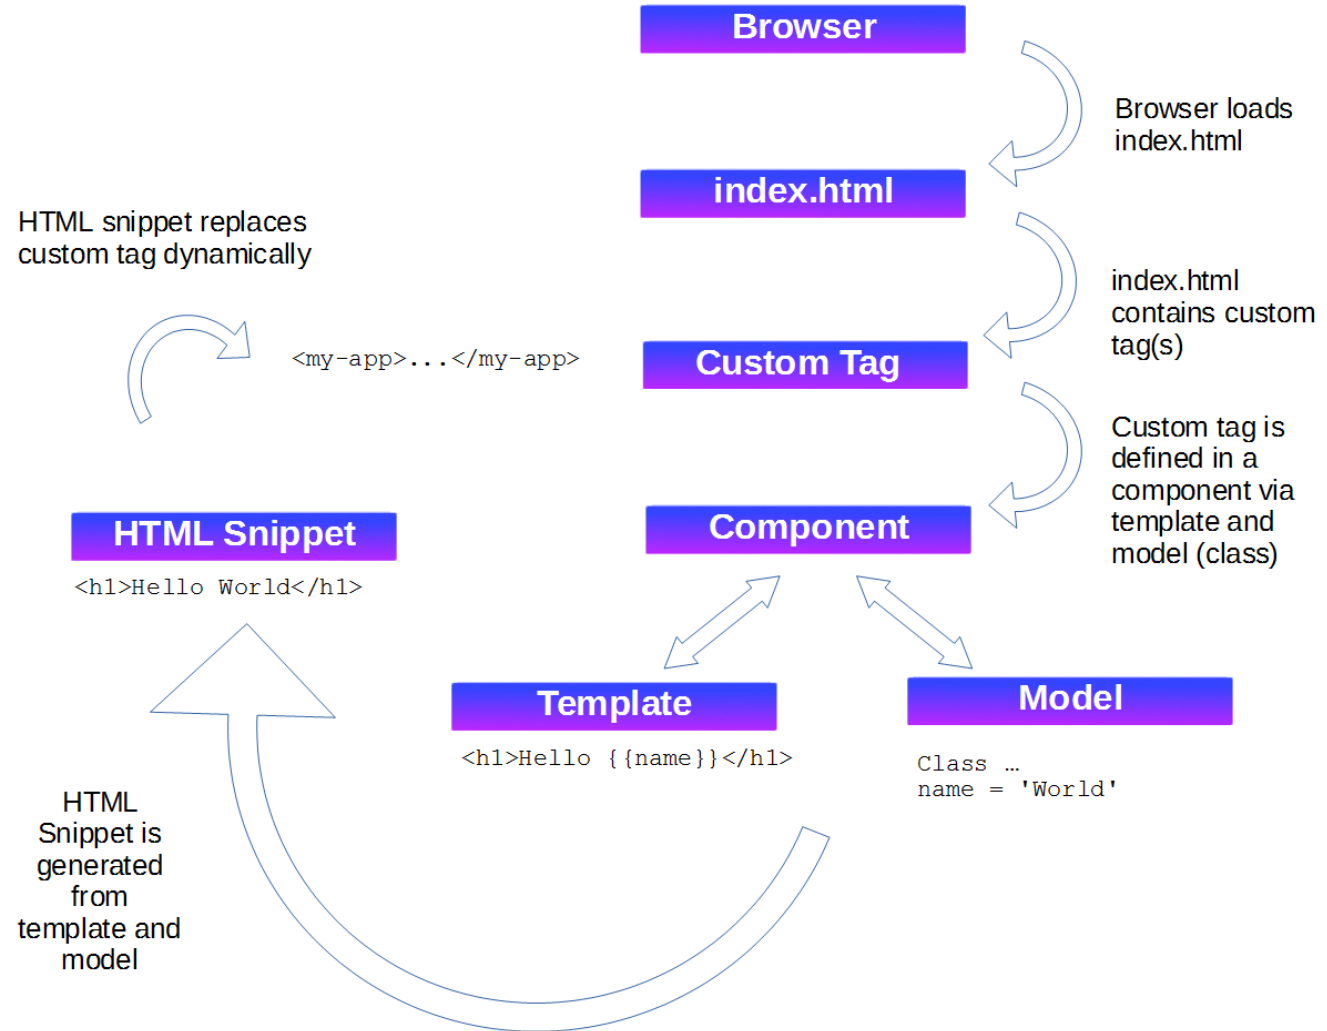 Browser
Browser loads
index.html
index.html
HTML snippet replaces
custom tag dynamically
index.html
contains custom
tag(s)
<my-app>...</my-app>
Custom Tag
Custom tag is
defined in a
component via
template and
model (class)
HTML Snippet
<h1>Hello World</h1>
Component
Template
<h1>Hello {{name}}</h1>
Model
Class …
name = 'World'
HTML
Snippet is
generated
from
template and
model